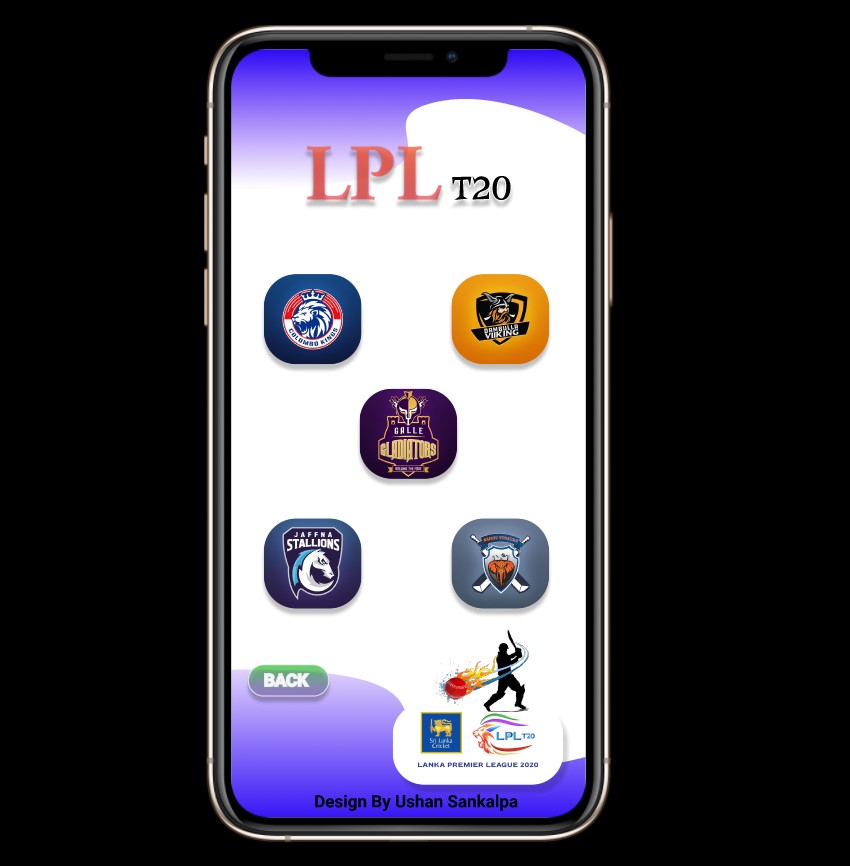 LPL T20
COLOMBO KINGS
DAMBULLA
VIIKING
GALLE
GLADIATORS
JAFFNA
STALLIONS
BACK
Sri Lanka
Cricket
LPL T20
LANKA PREMIER LEAGUE 2020
Design By Ushan Sankalpa